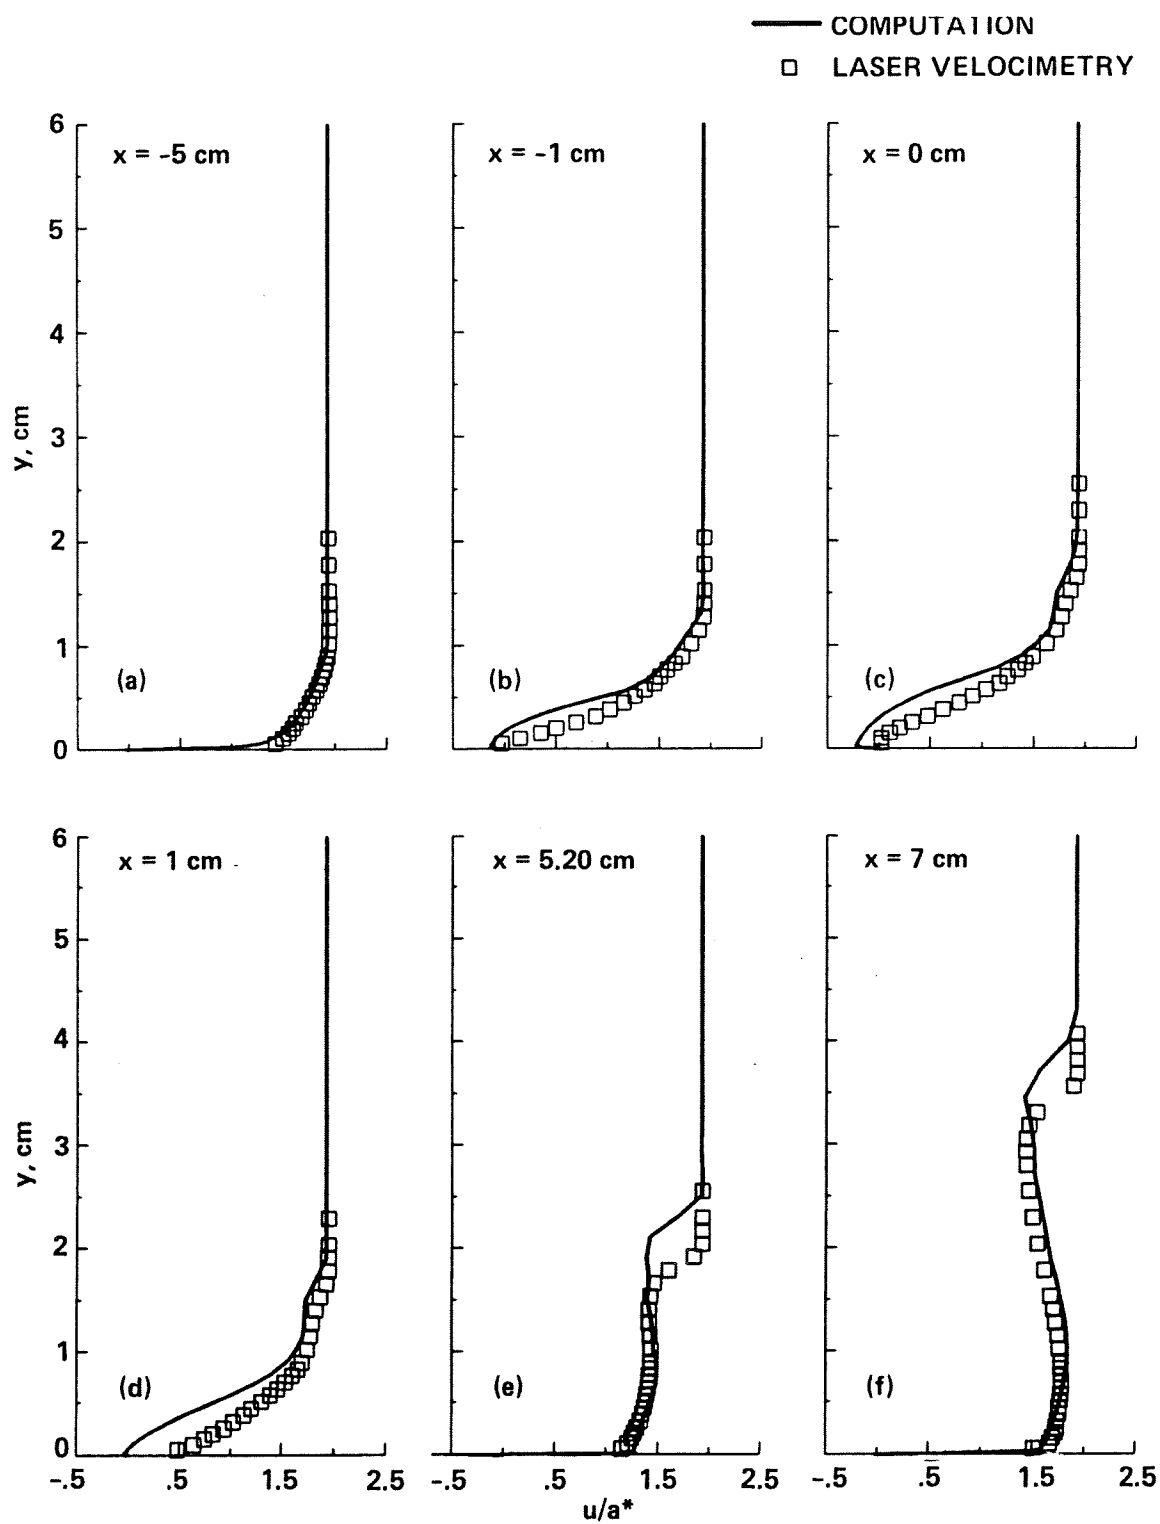 COMPUTATION
LASER VELOCIMETRY
6
x = -5 cm
x = -1 cm
x = 0 cm
5
4
3
y, cm
2
1
(a)
(b)
(c)
0
6
x = 1 cm
x = 5.20 cm
x = 7 cm
5
4
3
y, cm
2
1
(d)
(e)
(f)
0
-.5 .5 1.5 2.5 -.5 .5 1.5 2.5 -.5 .5 1.5 2.5
u/a*